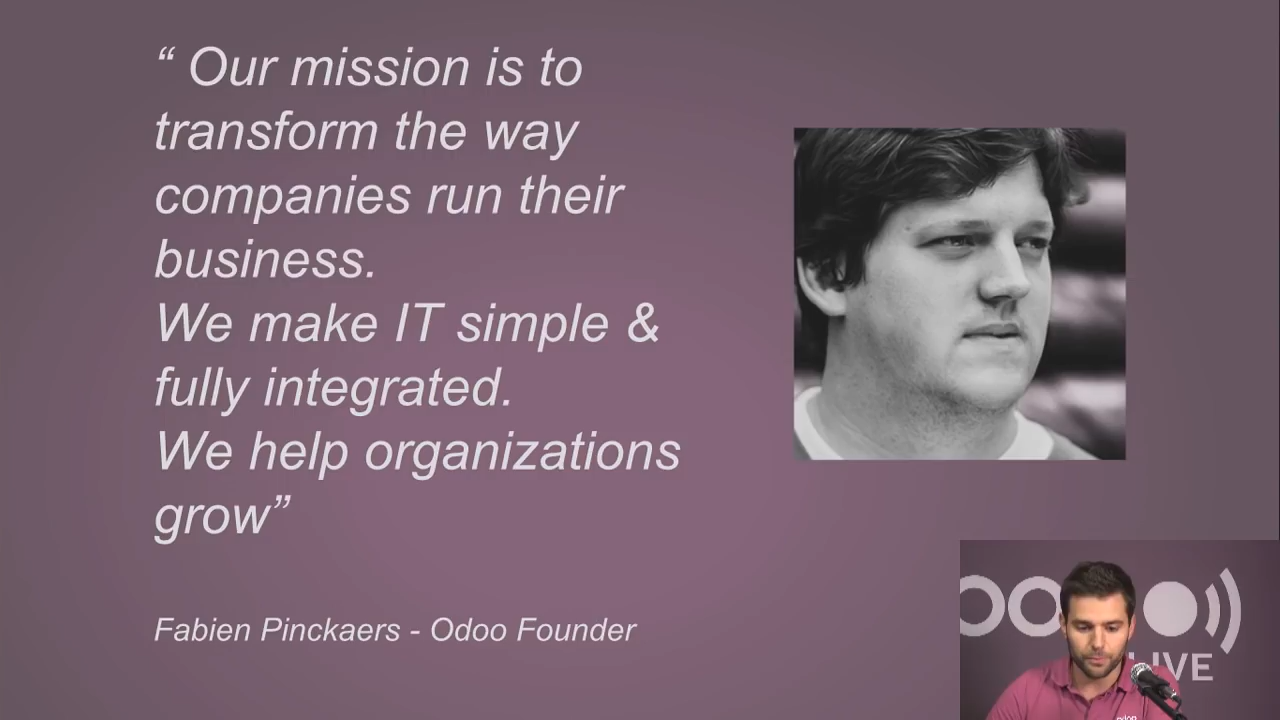 “ Our mission is to
transform the way
companies run their
business.
We make IT simple &
fully integrated.
We help organizations
grow”
Fabien Pinckaers - Odoo Founder
LIVE
odoo